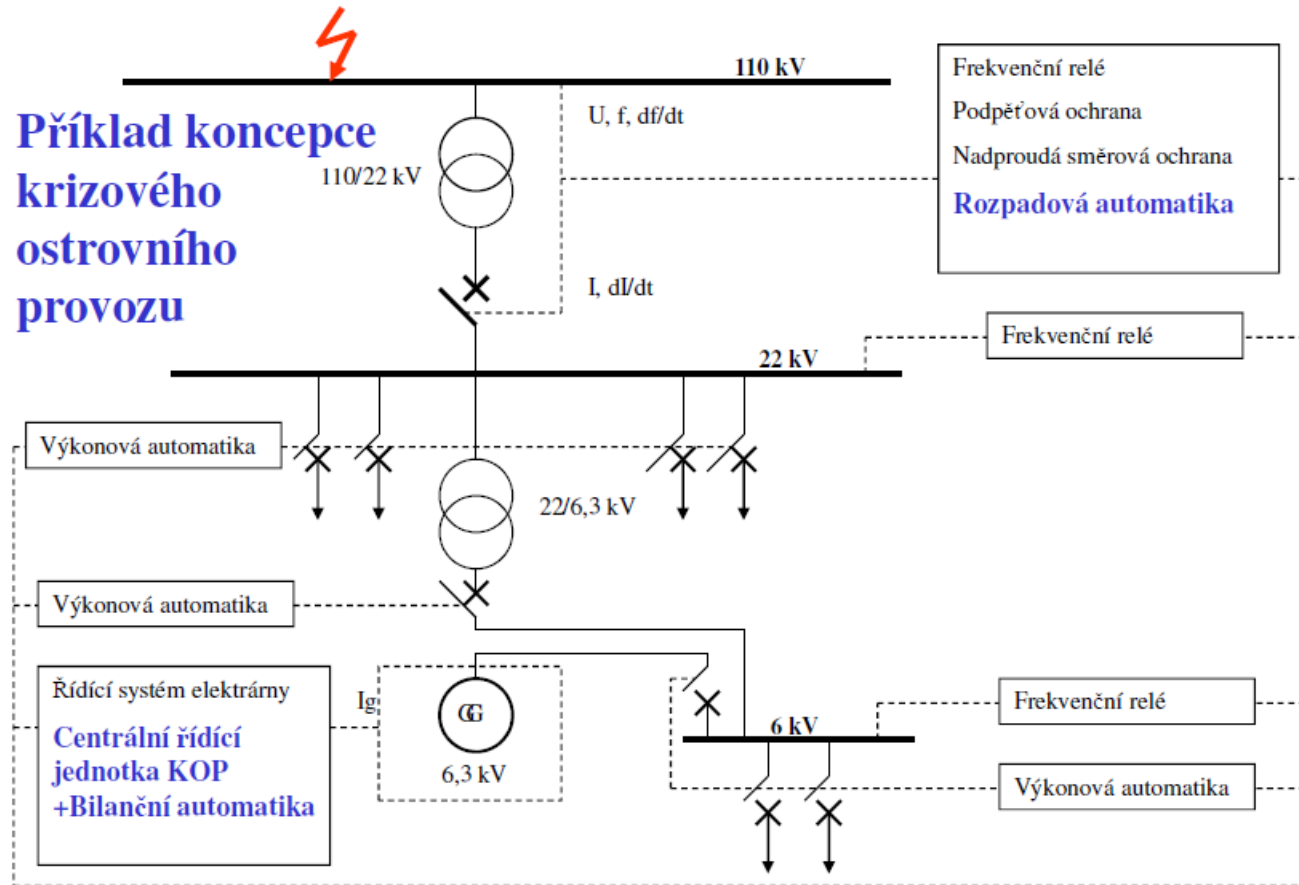 110 kV
Příklad koncepce
krizového
ostrovního
provozu
110/22 kV
U, f, df/dt
I, dI/dt
Frekvenční relé
Podpěťová ochrana
Nadproudá směrová ochrana
Rozpadová automatika
Frekvenční relé
22 kV
Výkonová automatika
22/6,3 kV
Výkonová automatika
Řídící systém elektrárny
Centrální řídící
jednotka KOP
+Bilanční automatika
Ig
G
6,3 kV
6 kV
Frekvenční relé
Výkonová automatika